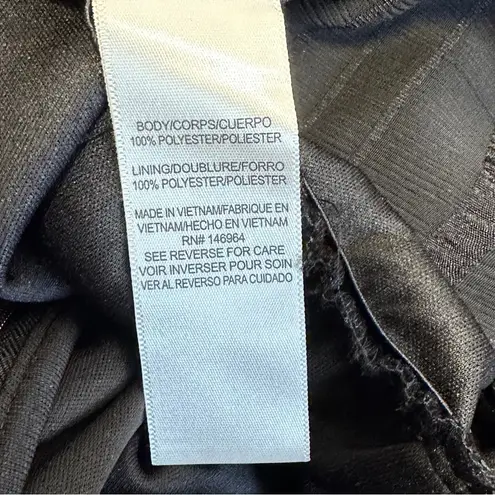 BODY/CORPS/CUERPO
100% POLYESTER/POLIESTER
LINING/DOUBLURE/FORRO
100% POLYESTER/POLIESTER
MADE IN VIETNAM/FABRIQUE EN
VIETNAM/HECHO EN VIETNAM
RN# 146964
SEE REVERSE FOR CARE
VOIR INVERSER POUR SOIN
VER AL REVERSO PARA CUIDADO